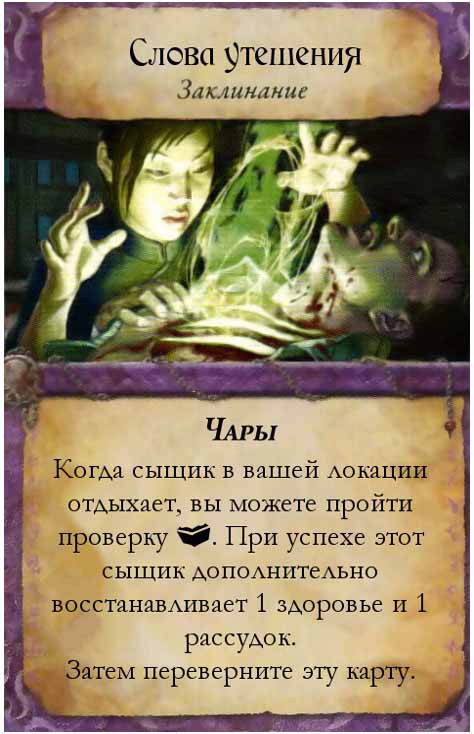 Слова утешения
Заклинание
Чары
Когда сыщик в вашей локации
отдыхает, вы можете пройти
проверку . При успехе этот
сыщик дополнительно
восстанавливает 1 здоровье и 1
рассудок.
Затем переверните эту карту.